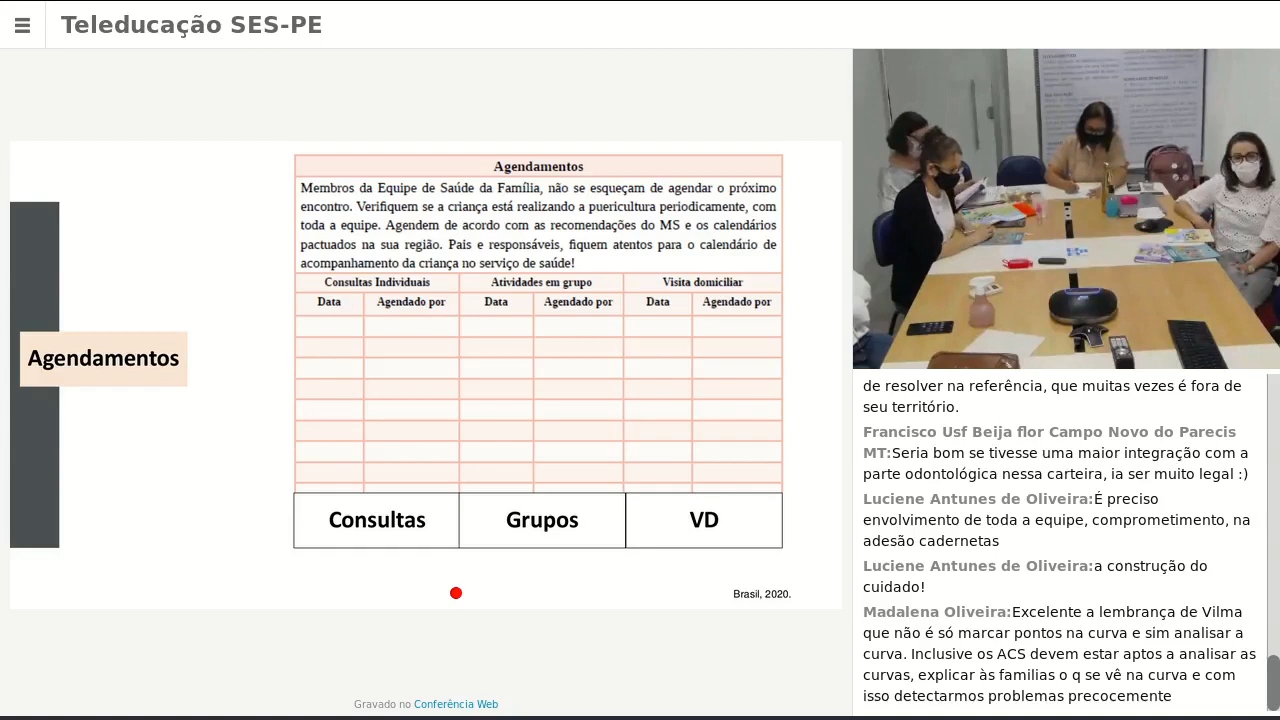 Teleducação SES-PE
Agendamentos
Membros da Equipe de Saúde da Família, não se esqueçam de agendar o próximo
encontro. Verifiquem se a criança está realizando a puericultura periodicamente, com
toda a equipe. Agendem de acordo com as recomendações do MS e os calendários
pactuados na sua região. Pais e responsáveis, fiquem atentos para o calendário de
acompanhamento da criança no serviço de saúde!
Consultas Individuais Atividades em grupo Visita domiciliar
Data Agendado por Data Agendado por Data Agendado por
Agendamentos
Consultas Grupos VD
Brasil, 2020.
Gravado no Conferência Web
de resolver na referência, que muitas vezes é fora de
seu território.
Francisco Usf Beija flor Campo Novo do Parecis
MT:Seria bom se tivesse uma maior integração com a
parte odontológica nessa carteira, ia ser muito legal :)
Luciene Antunes de Oliveira:É preciso
envolvimento de toda a equipe, comprometimento, na
adesão cadernetas
Luciene Antunes de Oliveira:a construção do
cuidado!
Madalena Oliveira:Excelente a lembrança de Vilma
que não é só marcar pontos na curva e sim analisar a
curva. Inclusive os ACS devem estar aptos a analisar as
curvas, explicar às familias o q se vê na curva e com
isso detectarmos problemas precocemente